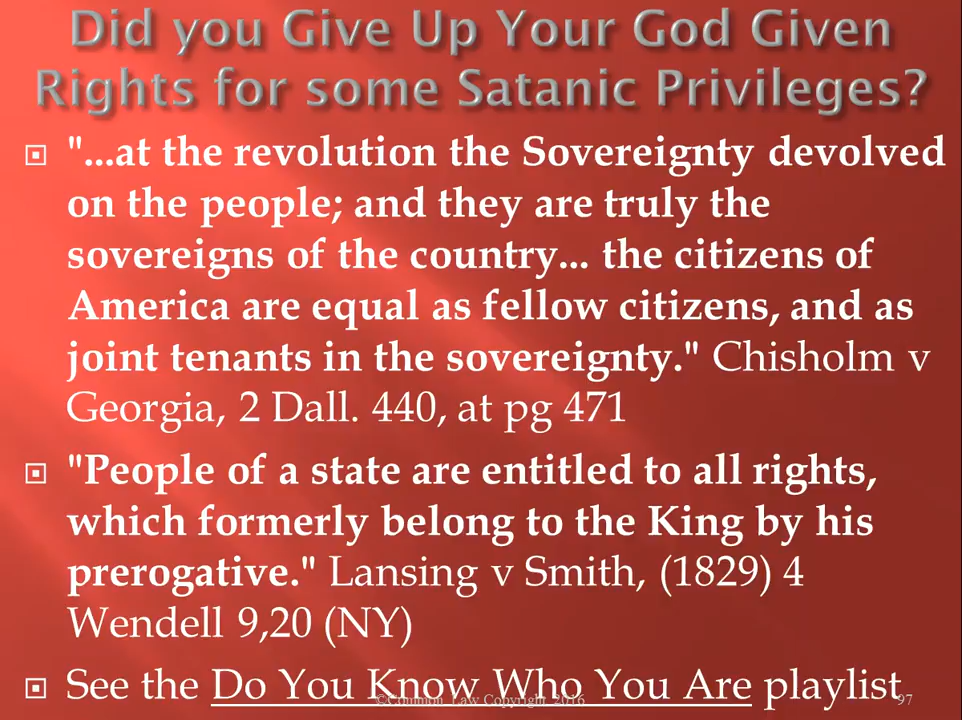 Did you Give Up Your God Given
Rights for some Satanic Privileges?
"...at the revolution the Sovereignty devolved
on the people; and they are truly the
sovereigns of the country... the citizens of
America are equal as fellow citizens, and as
joint tenants in the sovereignty." Chisholm v
Georgia, 2 Dall. 440, at pg 471
"People of a state are entitled to all rights,
which formerly belong to the King by his
prerogative." Lansing v Smith, (1829) 4
Wendell 9,20 (NY)
See the Do You Know Who You Are playlist
©Common Law Copyright 2016
97